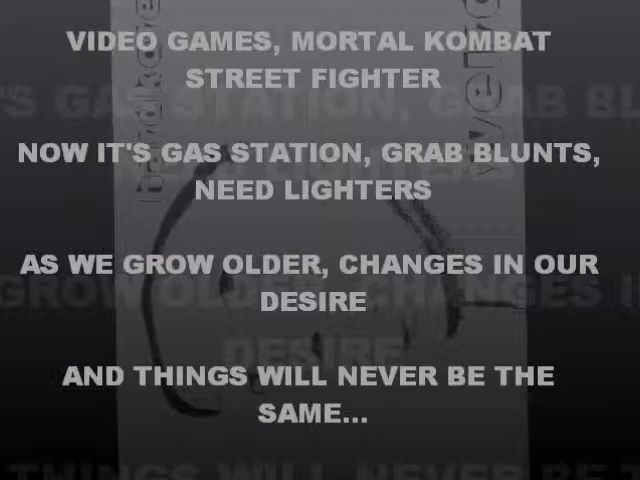 VIDEO GAMES, MORTAL KOMBAT
STREET FIGHTER
NOW IT'S GAS STATION, GRAB BLUNTS,
NEED LIGHTERS
AS WE GROW OLDER, CHANGES IN OUR
DESIRE
AND THINGS WILL NEVER BE THE
SAME...